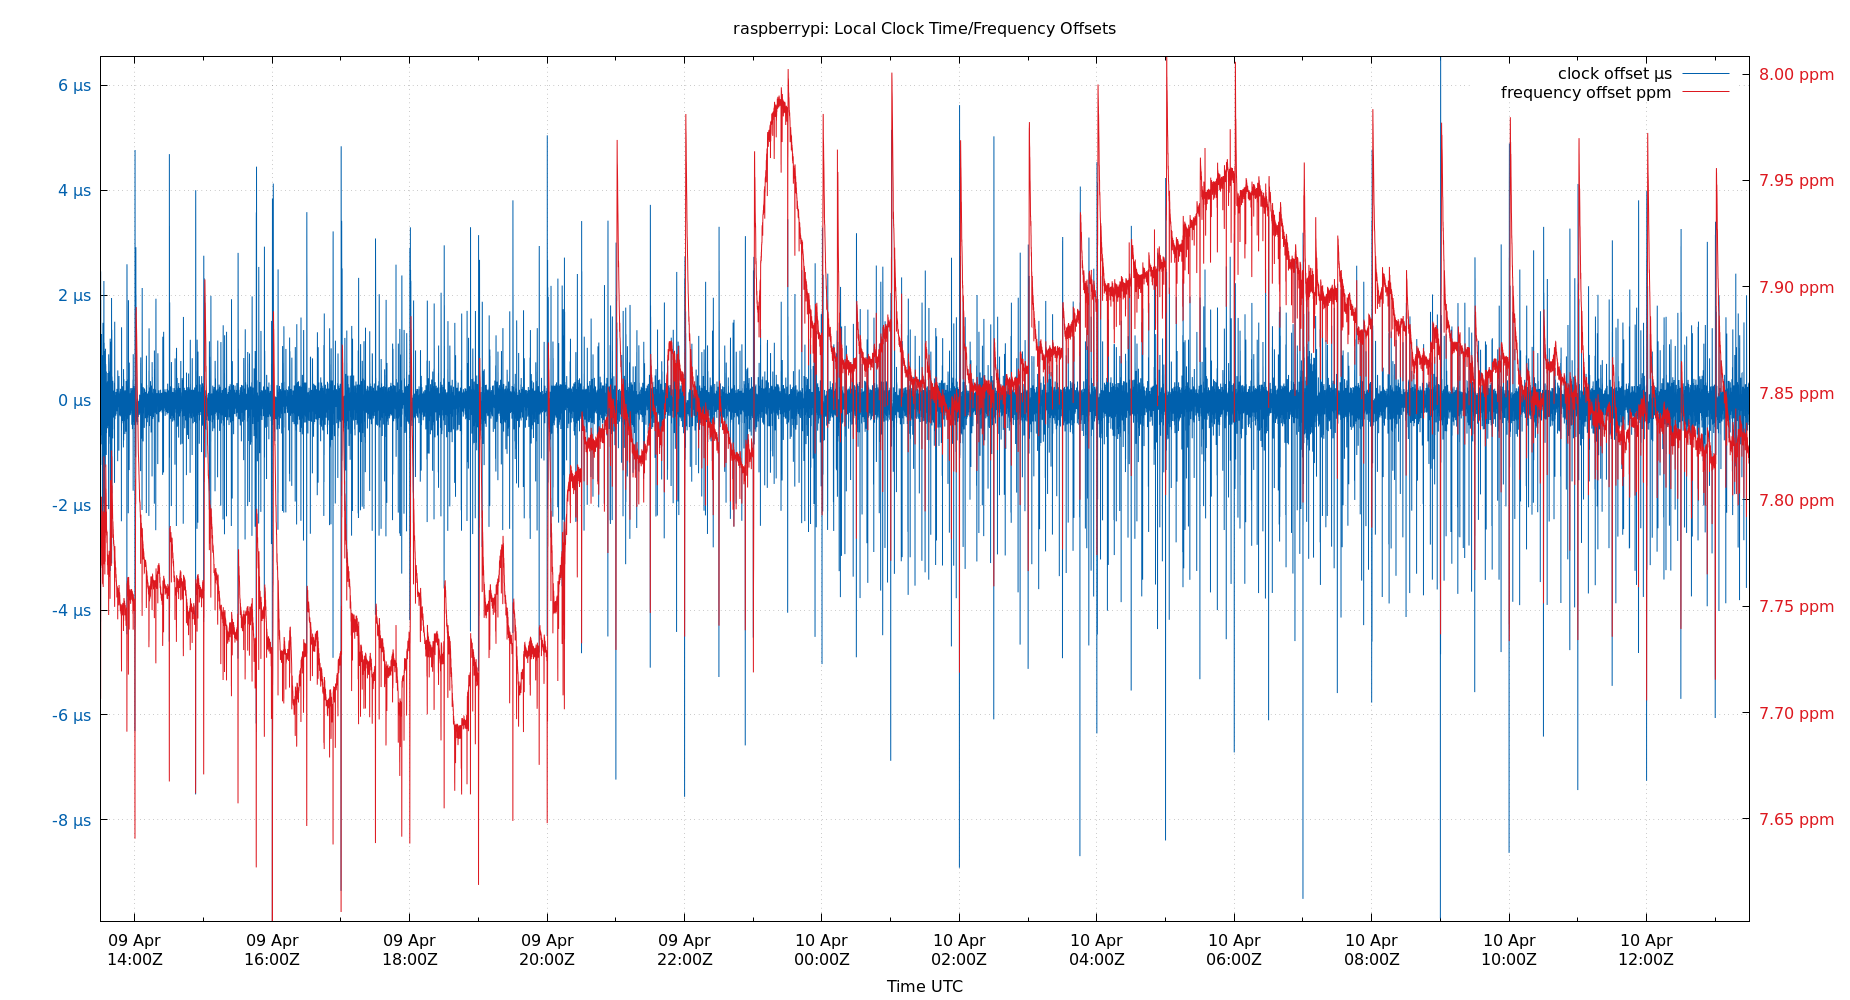 raspberrypi: Local Clock Time/Frequency Offsets
clock offset µs
frequency offset ppm
6 µs
4 µs
2 µs
0 µs
-2 µs
-4 µs
-6 µs
-8 µs
8.00 ppm
7.95 ppm
7.90 ppm
7.85 ppm
7.80 ppm
7.75 ppm
7.70 ppm
7.65 ppm
09 Apr 09 Apr 09 Apr 09 Apr 09 Apr 10 Apr 10 Apr 10 Apr 10 Apr 10 Apr 10 Apr 10 Apr
14:00Z 16:00Z 18:00Z 20:00Z 22:00Z 00:00Z 02:00Z 04:00Z 06:00Z 08:00Z 10:00Z 12:00Z
Time UTC